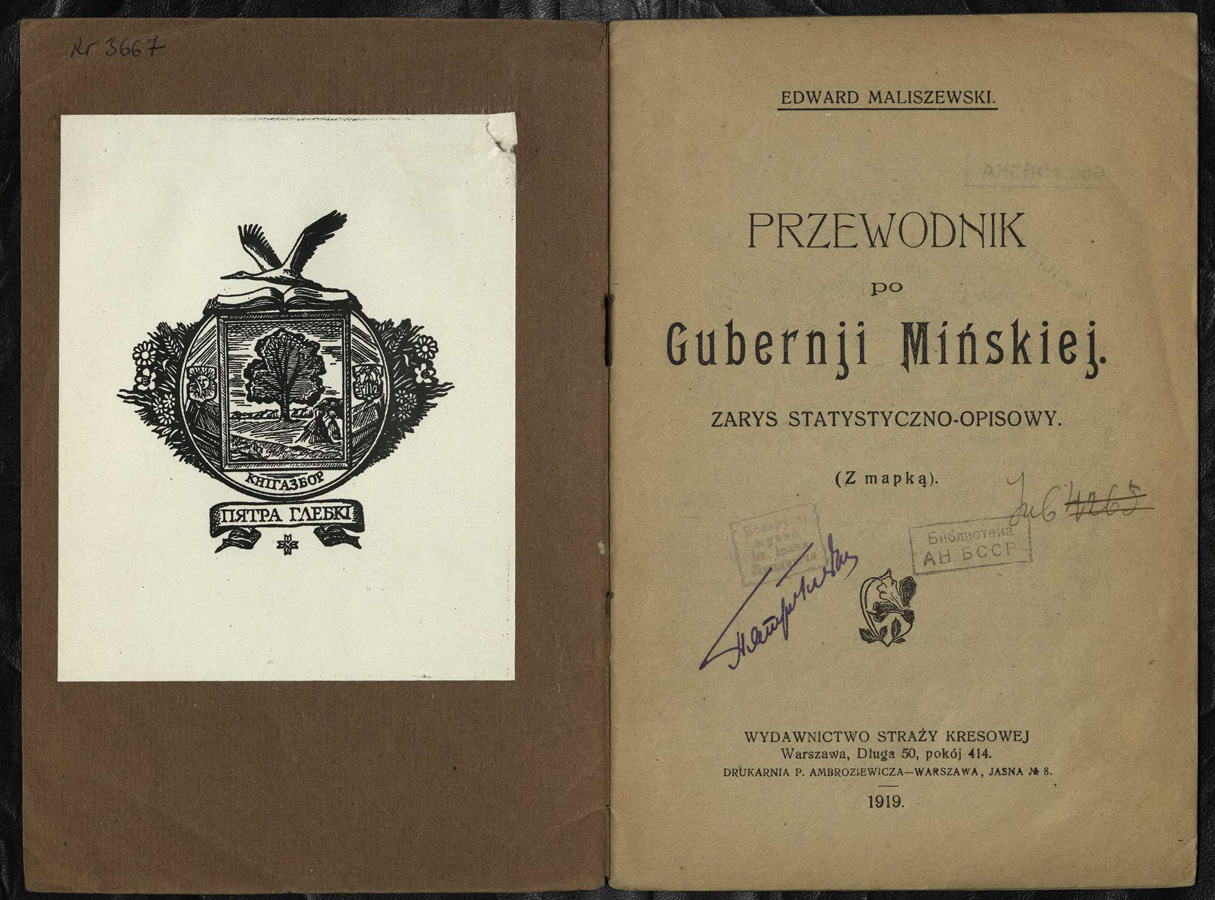 Nr 3667
КНІГАЗБОР
ПЯТРА ГЛЕБКІ
EDWARD MALISZEWSKI.
PRZEWODNIK
po
Gubernji Mińskiej.
ZARYS STATYSTYCZNO-OPISOWY.
(Z mapką).
Библиотека
АН БССР
WYDAWNICTWO STRAŻY KRESOWEJ
Warszawa, Długa 50, pokój 414.
DRUKARNIA P. AMBROZIEWICZA—WARSZAWA, JASNA № 8.
1919.